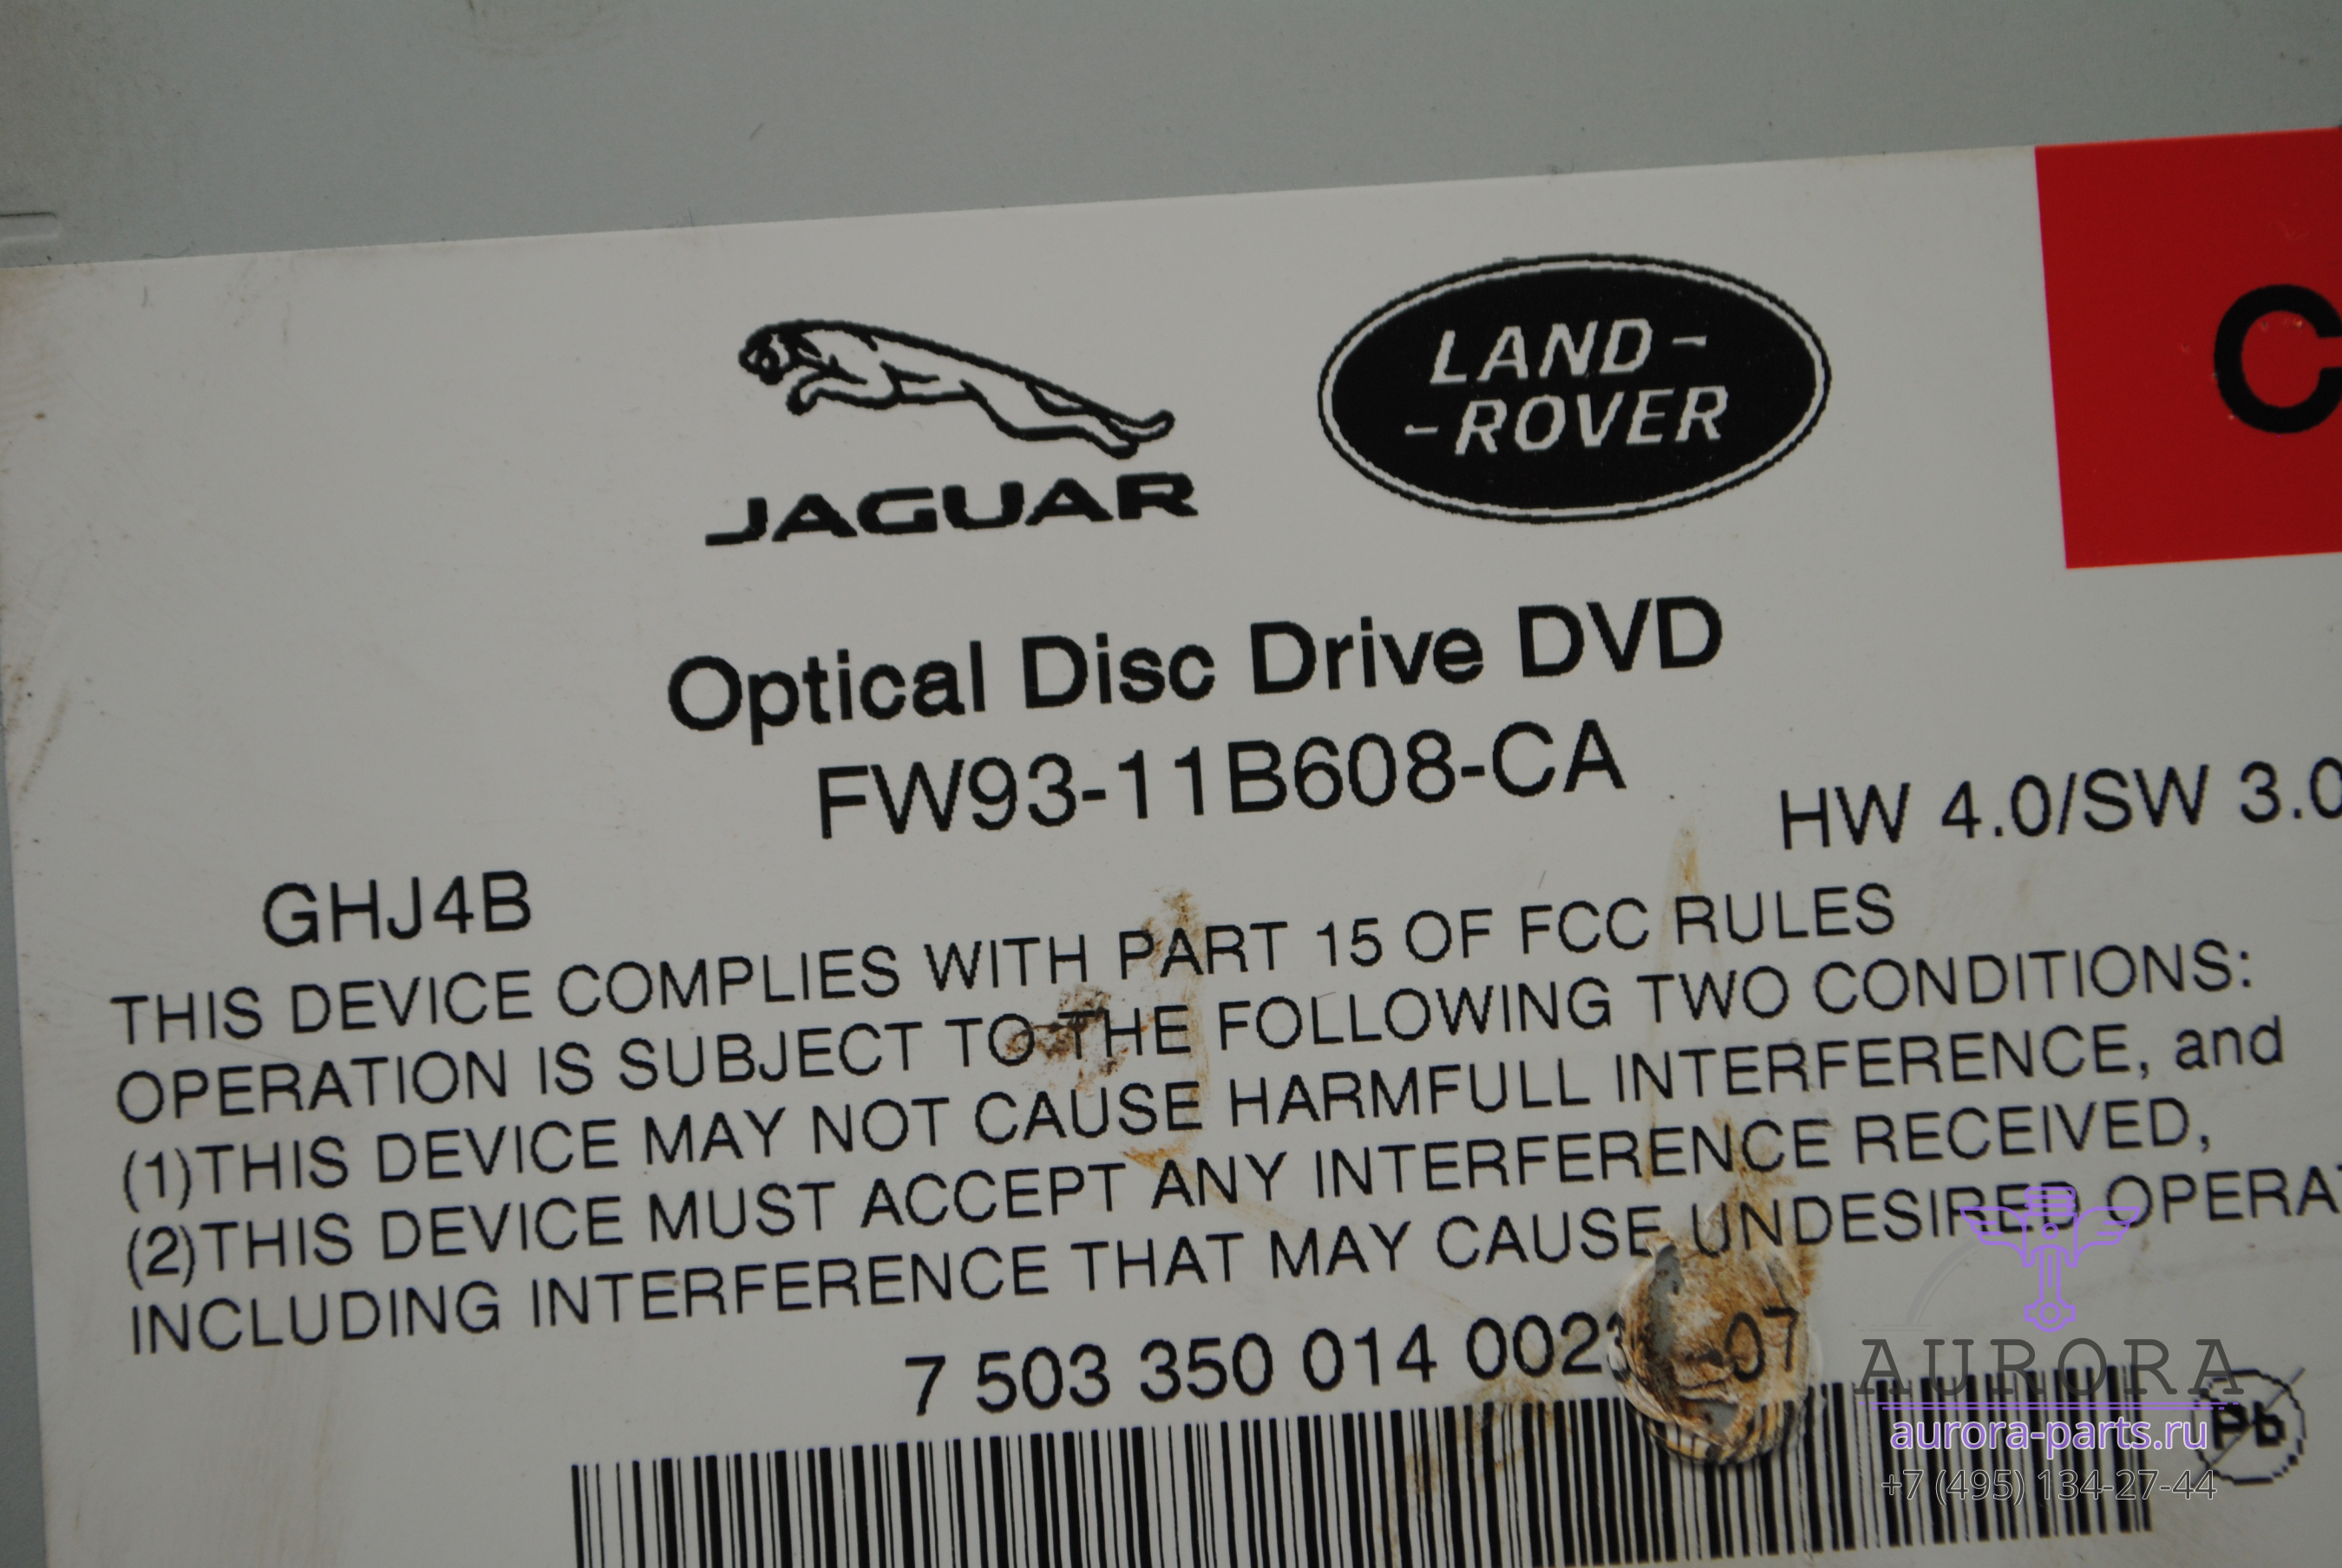 LAND-
-ROVER
JAGUAR
C
Optical Disc Drive DVD
FW93-11B608-CA
HW 4.0/SW 3.0
GHJ4B
THIS DEVICE COMPLIES WITH PART 15 OF FCC RULES
OPERATION IS SUBJECT TO THE FOLLOWING TWO CONDITIONS:
(1)THIS DEVICE MAY NOT CAUSE HARMFULL INTERFERENCE, and
(2)THIS DEVICE MUST ACCEPT ANY INTERFERENCE RECEIVED,
INCLUDING INTERFERENCE THAT MAY CAUSE UNDESIRED
7 503 350 014 07
AURORA
aurora-parts.ru
Pb
+7 (495) 134-27-44